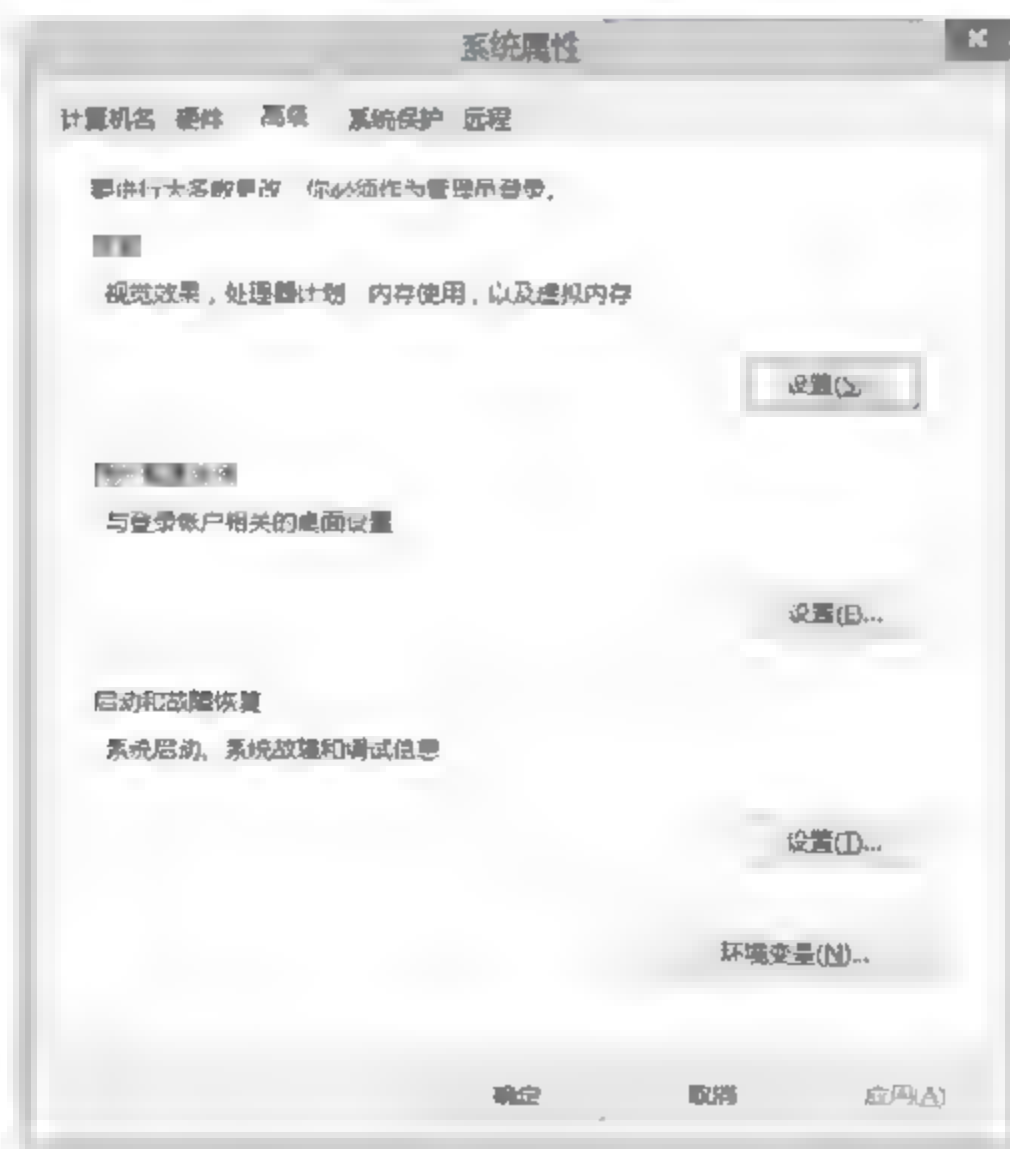 系统属性
计算机名 硬件 高级 系统保护 远程
要进行大多数更改 你必须作为管理员登录。
视觉效果，处理器计划 内存使用，以及虚拟内存
设置(S...
与登录帐户相关的桌面设置
设置(E)...
启动和故障恢复
系统启动、系统故障和调试信息
设置(T)...
环境变量(N)...
确定 取消 应用(A)